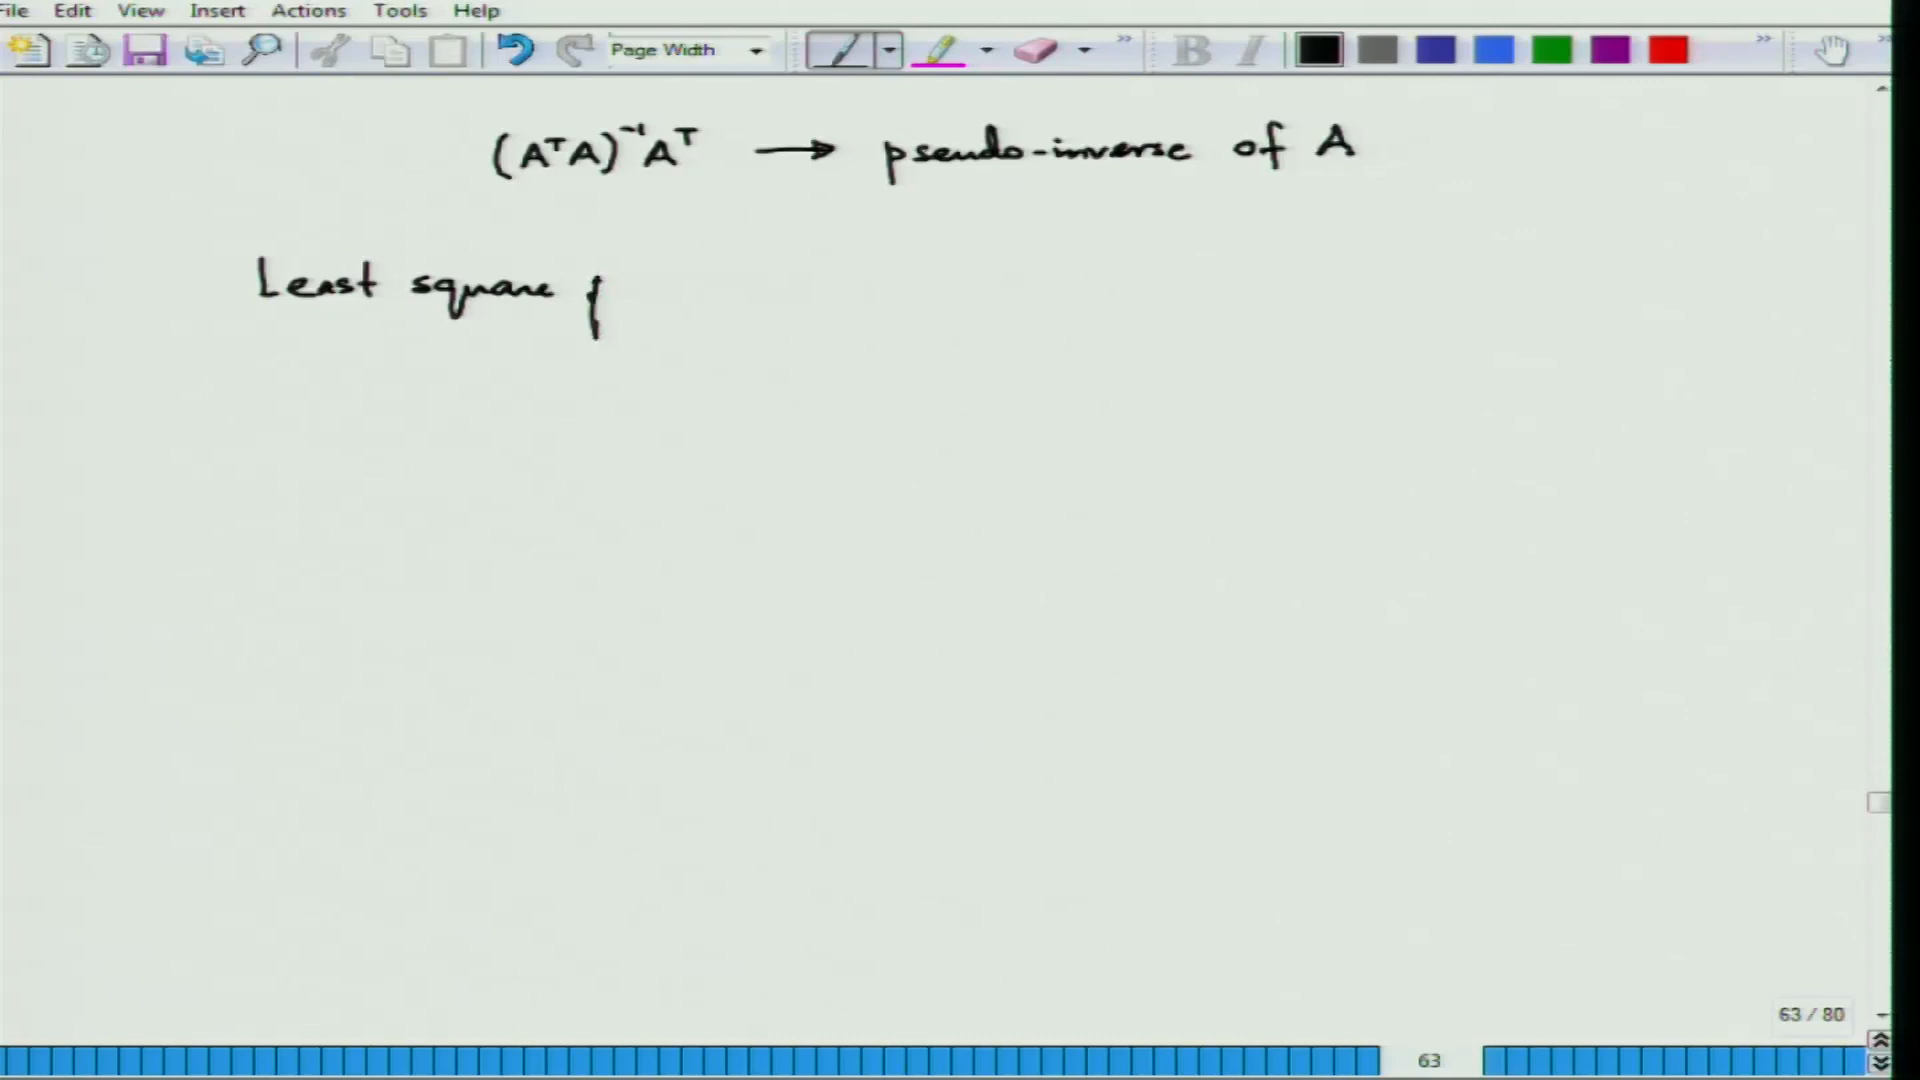 File Edit View Insert Actions Tools Help
Page Width
(AᵀA)⁻¹Aᵀ → pseudo-inverse of A
Least square
63 / 80
63